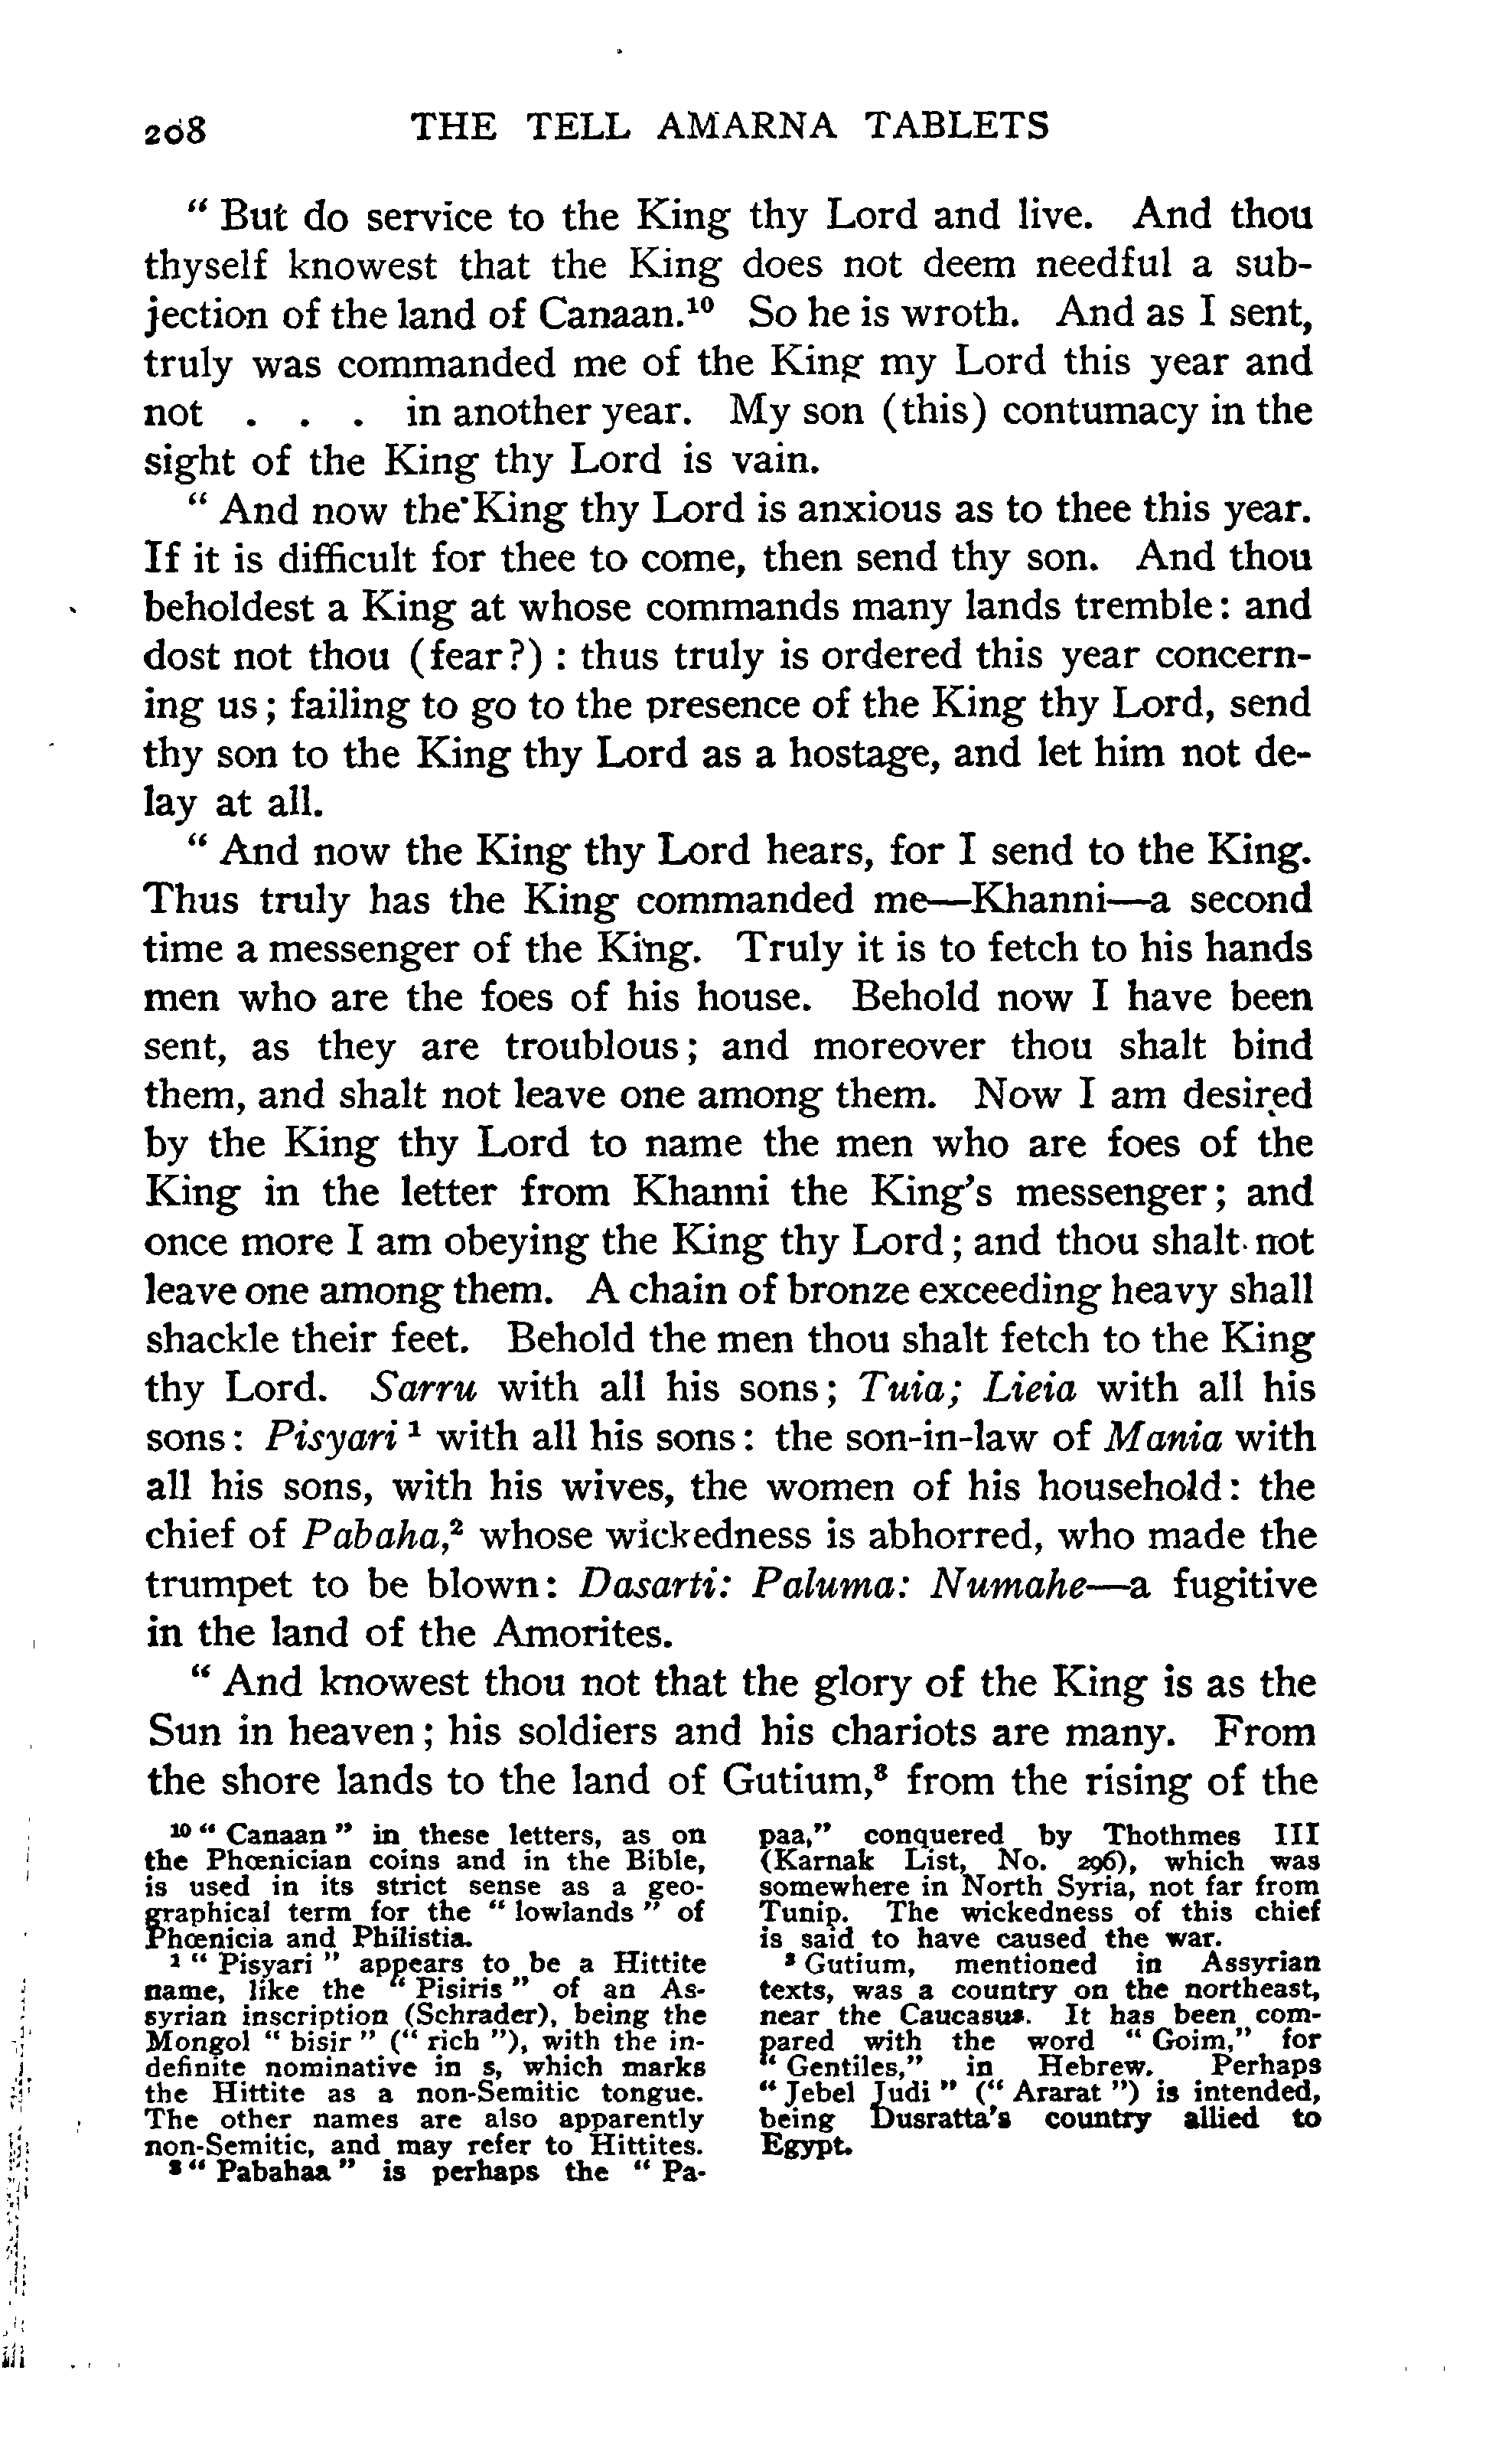 208 THE TELL AMARNA TABLETS
“ But do service to the King thy Lord and live. And thou
thyself knowest that the King does not deem needful a sub-
jection of the land of Canaan.¹⁰ So he is wroth. And as I sent,
truly was commanded me of the King my Lord this year and
not . . . in another year. My son (this) contumacy in the
sight of the King thy Lord is vain.
“ And now the King thy Lord is anxious as to thee this year.
If it is difficult for thee to come, then send thy son. And thou
beholdest a King at whose commands many lands tremble: and
dost not thou (fear?) : thus truly is ordered this year concern-
ing us; failing to go to the presence of the King thy Lord, send
thy son to the King thy Lord as a hostage, and let him not de-
lay at all.
“ And now the King thy Lord hears, for I send to the King.
Thus truly has the King commanded me—Khanni—a second
time a messenger of the King. Truly it is to fetch to his hands
men who are the foes of his house. Behold now I have been
sent, as they are troublous; and moreover thou shalt bind
them, and shalt not leave one among them. Now I am desired
by the King thy Lord to name the men who are foes of the
King in the letter from Khanni the King’s messenger; and
once more I am obeying the King thy Lord; and thou shalt not
leave one among them. A chain of bronze exceeding heavy shall
shackle their feet. Behold the men thou shalt fetch to the King
thy Lord. Sarru with all his sons; Tuia; Lieia with all his
sons: Pisyari ¹ with all his sons: the son-in-law of Mania with
all his sons, with his wives, the women of his household: the
chief of Pabaha,² whose wickedness is abhorred, who made the
trumpet to be blown: Dasarti: Paluma: Numahe—a fugitive
in the land of the Amorites.
“ And knowest thou not that the glory of the King is as the
Sun in heaven; his soldiers and his chariots are many. From
the shore lands to the land of Gutium,³ from the rising of the
¹⁰ “ Canaan ” in these letters, as on
the Phœnician coins and in the Bible,
is used in its strict sense as a geo-
graphical term for the “ lowlands ” of
Phœnicia and Philistia.
¹ “ Pisyari ” appears to be a Hittite
name, like the “ Pisiris ” of an As-
syrian inscription (Schrader), being the
Mongol “ bisir ” (“ rich ”), with the in-
definite nominative in s, which marks
the Hittite as a non-Semitic tongue.
The other names are also apparently
non-Semitic, and may refer to Hittites.
² “ Pabahaa ” is perhaps the “ Pa-
paa,” conquered by Thothmes III
(Karnak List, No. 296), which was
somewhere in North Syria, not far from
Tunip. The wickedness of this chief
is said to have caused the war.
³ Gutium, mentioned in Assyrian
texts, was a country on the northeast,
near the Caucasus. It has been com-
pared with the word “ Goim,” for
“ Gentiles,” in Hebrew. Perhaps
“ Jebel Judi ” (“ Ararat ”) is intended,
being Dusratta’s country allied to
Egypt.